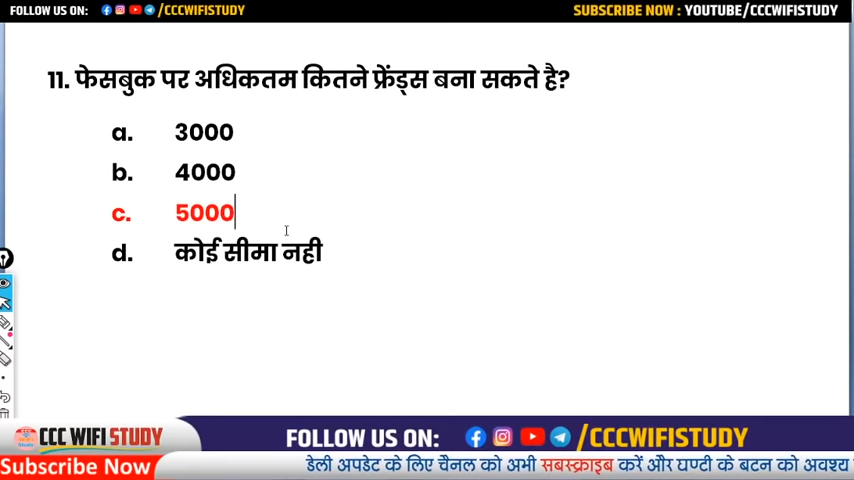 FOLLOW US ON: /CCCWIFISTUDY SUBSCRIBE NOW : YOUTUBE/CCCWIFISTUDY
11. फेसबुक पर अधिकतम कितने फ्रेंड्स बना सकते है?
a. 3000
b. 4000
c. 5000
d. कोई सीमा नही
CCC WIFI STUDY FOLLOW US ON: /CCCWIFISTUDY
Subscribe Now डेली अपडेट के लिए चैनल को अभी सबस्क्राइब करें और घण्टी के बटन को अवश्य